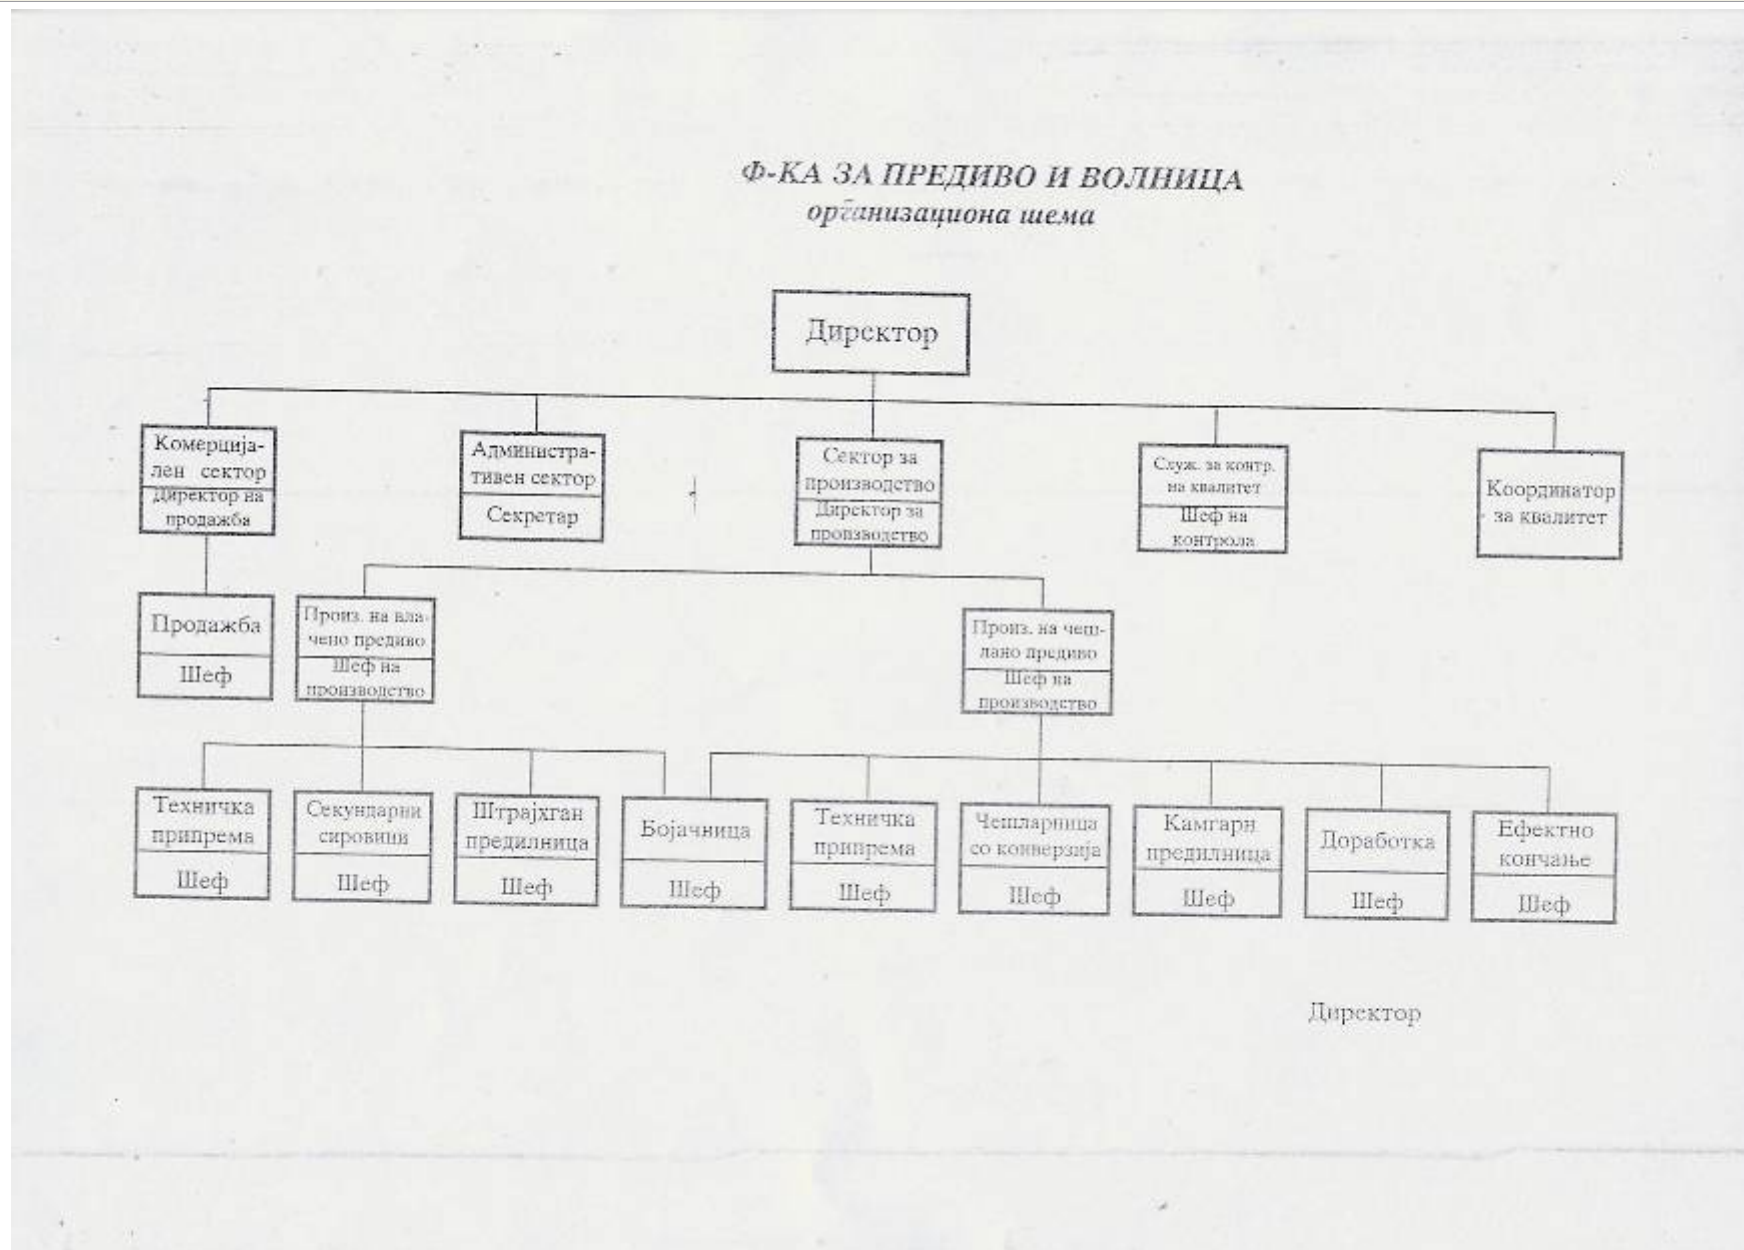 Ф-КА ЗА ПРЕДИВО И ВОЛНИЦА
организациона шема
Директор
Комерција-
лен сектор
Директор на
продажба
Администра-
тивен сектор
Секретар
Сектор за
производство
Директор за
производство
Служ. за контр.
на квалитет
Шеф на
контрола
Координатор
за квалитет
Продажба
Шеф
Произ. на вла-
чено предиво
Шеф на
производство
Произ. на чеш-
лано предиво
Шеф на
производство
Техничка
припрема
Шеф
Секундарни
сировици
Шеф
Штрајхган
предилница
Шеф
Бојачница
Шеф
Техничка
припрема
Шеф
Чешларница
со конверзија
Шеф
Камгарн
предилница
Шеф
Доработка
Шеф
Ефектно
кончање
Шеф
Директор